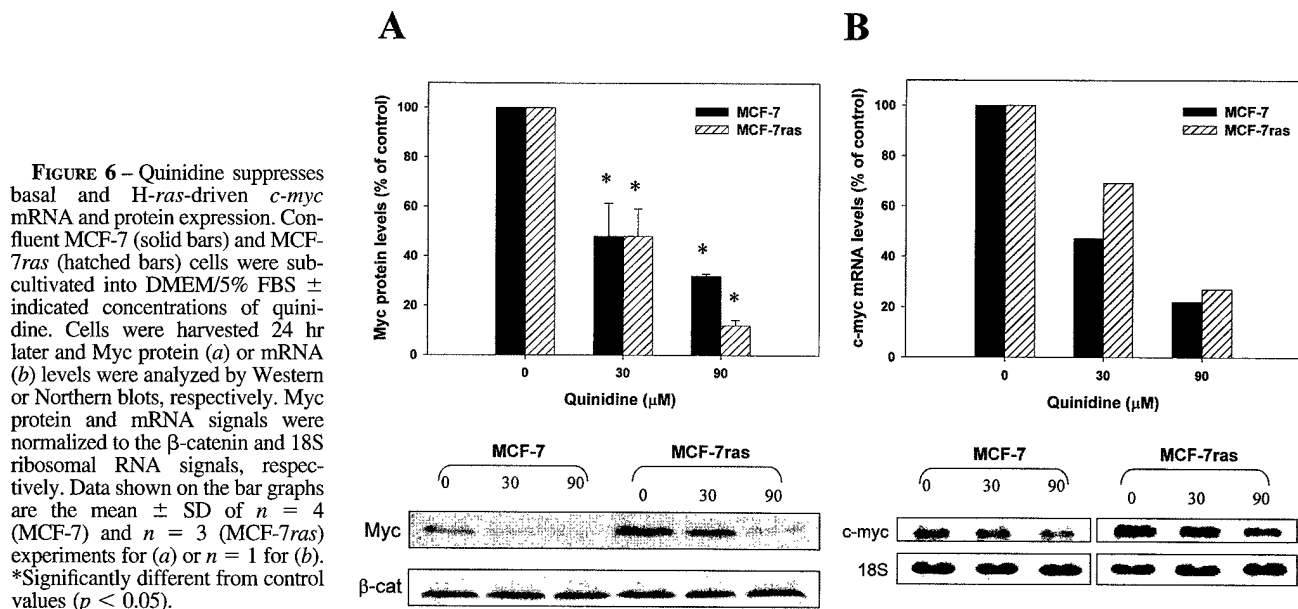 FIGURE 6 – Quinidine suppresses
basal and H-ras-driven c-myc
mRNA and protein expression. Con-
fluent MCF-7 (solid bars) and MCF-
7ras (hatched bars) cells were sub-
cultivated into DMEM/5% FBS ±
indicated concentrations of quini-
dine. Cells were harvested 24 hr
later and Myc protein (a) or mRNA
(b) levels were analyzed by Western
or Northern blots, respectively. Myc
protein and mRNA signals were
normalized to the β-catenin and 18S
ribosomal RNA signals, respec-
tively. Data shown on the bar graphs
are the mean ± SD of n = 4
(MCF-7) and n = 3 (MCF-7ras)
experiments for (a) or n = 1 for (b).
*Significantly different from control
values (p < 0.05).
A
Myc protein levels (% of control)
100
80
60
40
20
0
MCF-7
MCF-7ras
* *
*
*
0 30 90
Quinidine (μM)
MCF-7 MCF-7ras
0 30 90 0 30 90
Myc
β-cat
B
c-myc mRNA levels (% of control)
100
80
60
40
20
0
MCF-7
MCF-7ras
0 30 90
Quinidine (μM)
MCF-7 MCF-7ras
0 30 90 0 30 90
c-myc
18S